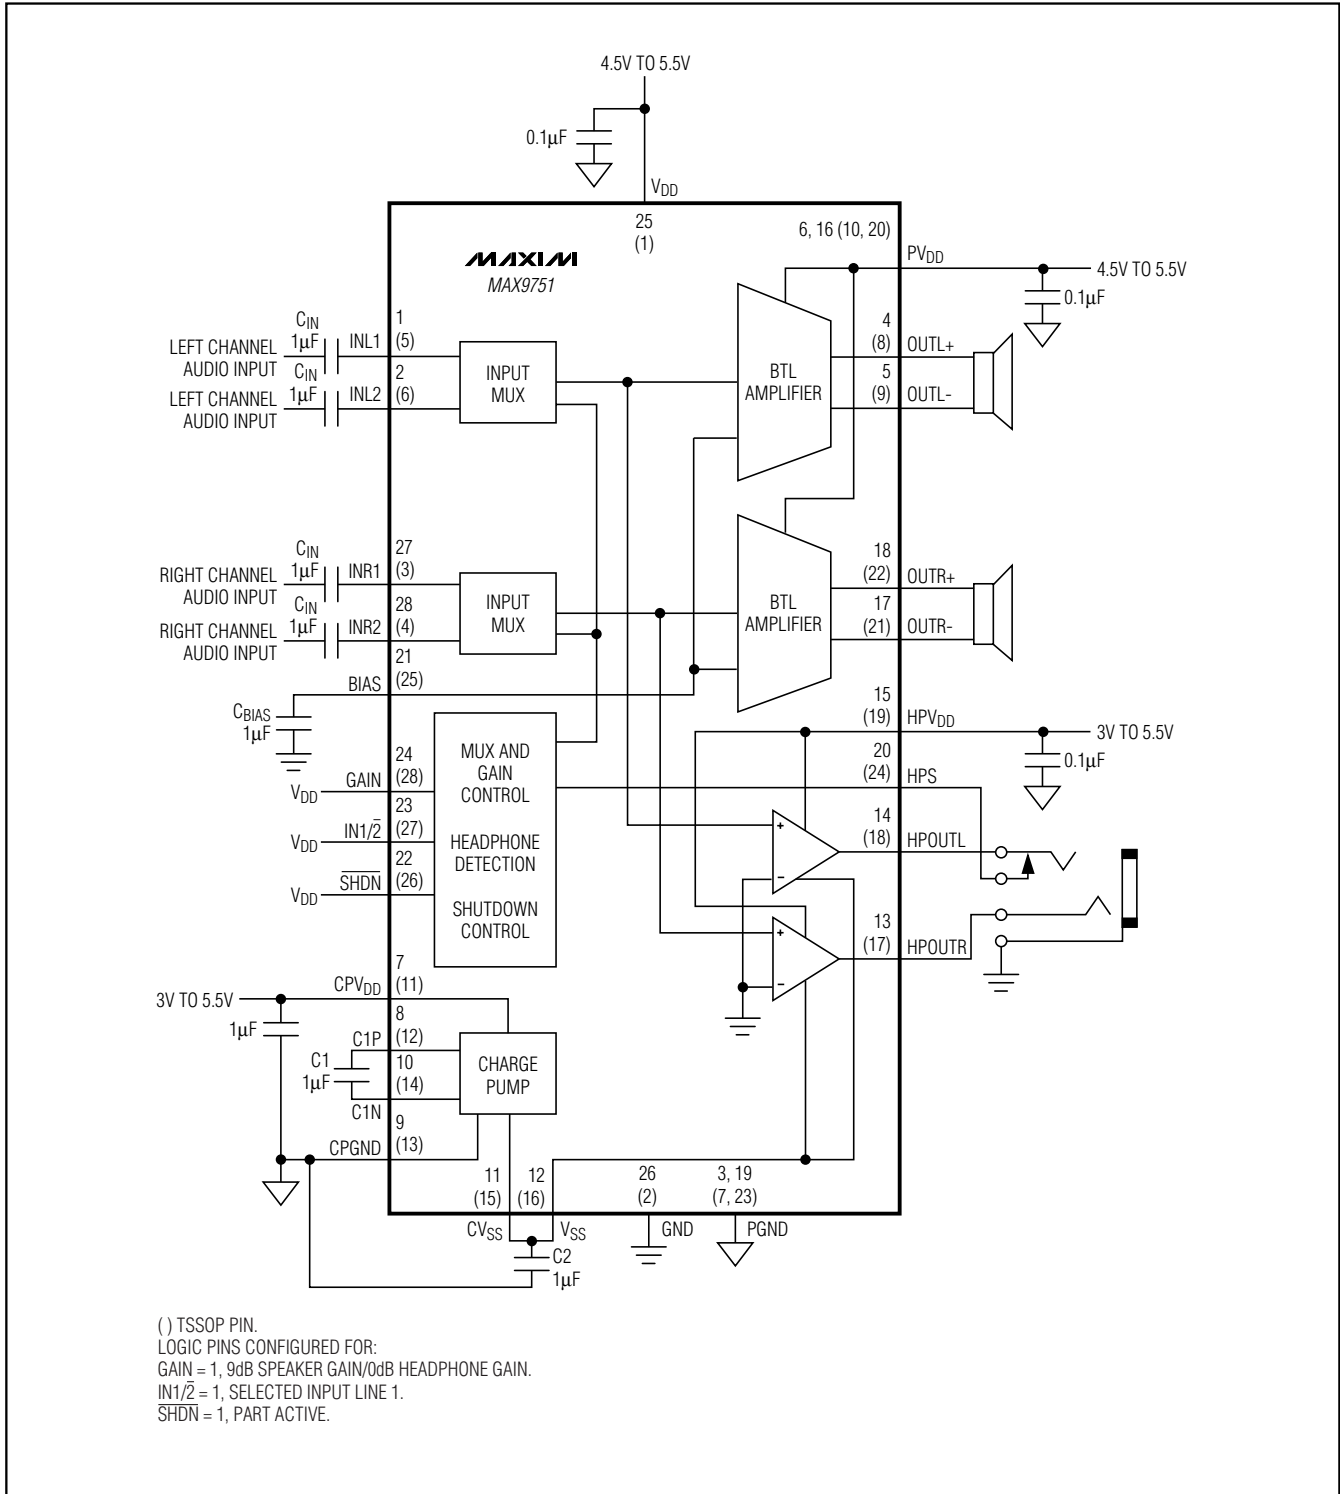 4.5V TO 5.5V
0.1µF
VDD
25
(1)
6, 16 (10, 20)
PVDD
MAXIM
MAX9751
4.5V TO 5.5V
0.1µF
CIN
1µF
LEFT CHANNEL
AUDIO INPUT
INL1
1
(5)
CIN
1µF
LEFT CHANNEL
AUDIO INPUT
INL2
2
(6)
INPUT
MUX
BTL
AMPLIFIER
4
(8)
OUTL+
5
(9)
OUTL-
CIN
1µF
RIGHT CHANNEL
AUDIO INPUT
INR1
27
(3)
CIN
1µF
RIGHT CHANNEL
AUDIO INPUT
INR2
28
(4)
INPUT
MUX
BTL
AMPLIFIER
18
(22)
OUTR+
17
(21)
OUTR-
21
(25)
BIAS
CBIAS
1µF
15
(19)
HPVDD
3V TO 5.5V
0.1µF
20
(24)
HPS
24
(28)
GAIN
VDD
23
(27)
IN1/2̅
VDD
22
(26)
S̅H̅D̅N̅
VDD
MUX AND
GAIN
CONTROL
HEADPHONE
DETECTION
SHUTDOWN
CONTROL
+
-
14
(18)
HPOUTL
+
-
13
(17)
HPOUTR
7
(11)
CPVDD
3V TO 5.5V
1µF
8
(12)
C1P
C1
1µF
10
(14)
C1N
CHARGE
PUMP
9
(13)
CPGND
11
(15)
12
(16)
26
(2)
3, 19
(7, 23)
CVSS
VSS
GND
PGND
C2
1µF
( ) TSSOP PIN.
LOGIC PINS CONFIGURED FOR:
GAIN = 1, 9dB SPEAKER GAIN/0dB HEADPHONE GAIN.
IN1/2̅ = 1, SELECTED INPUT LINE 1.
S̅H̅D̅N̅ = 1, PART ACTIVE.